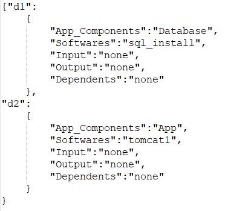 ["d1":
{
"App_Components":"Database",
"Softwares":"sql_install",
"Input":"none",
"Output":"none",
"Dependents":"none"
},
"d2":
{
"App_Components":"App",
"Softwares":"tomcat1",
"Input":"none",
"Output":"none",
"Dependents":"none"
}
}